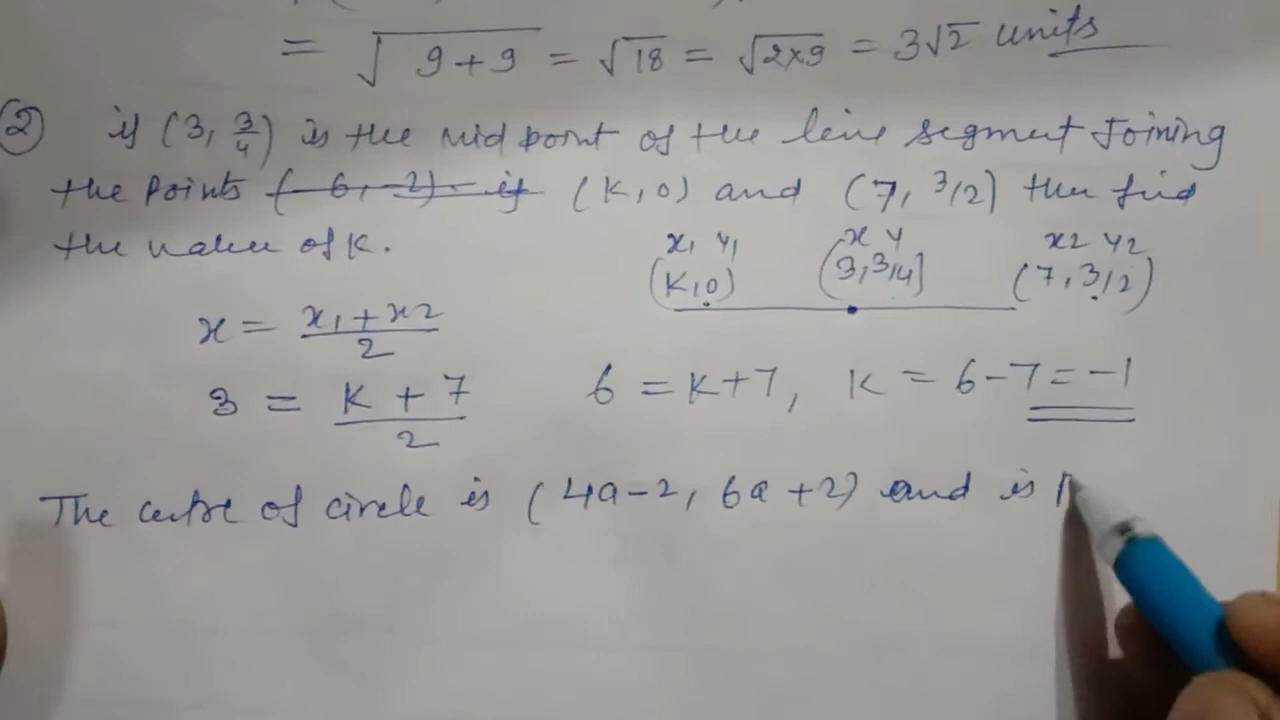 = √9+9 = √18 = √2×9 = 3√2 units
② if (3, 3/4) is the midpoint of the line segment Joining
the points (K,0) and (7, 3/2) then find
the value of K.
x₁ y₁ x y x2 y2
(K,0) (3,3/4) (7,3/2)
x = x₁+x2/2
3 = K+7/2 6 = K+7, K = 6-7 = -1
The centre of circle is (4a-2, 6a+2) and is